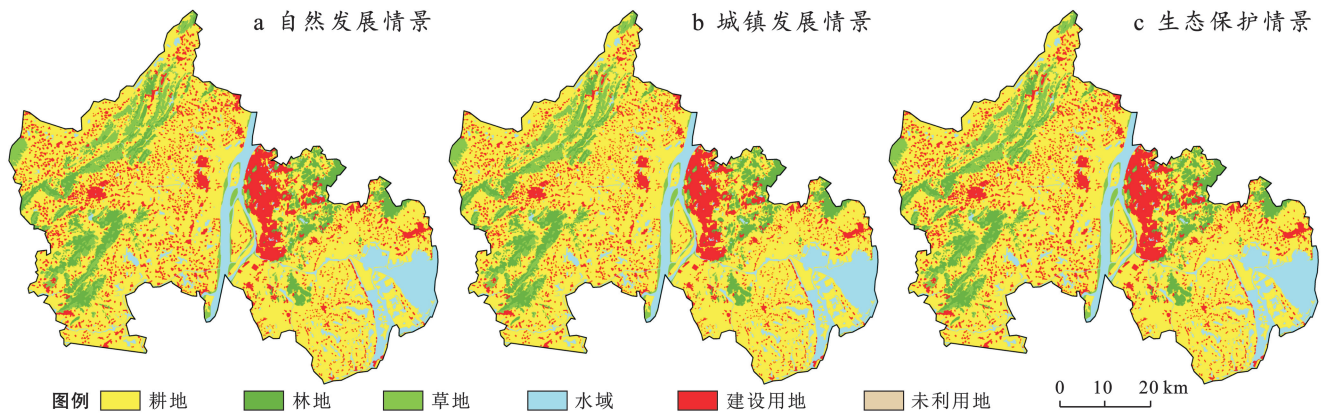 a 自然发展情景
b 城镇发展情景
c 生态保护情景
图例 耕地 林地 草地 水域 建设用地 未利用地
0 10 20 km